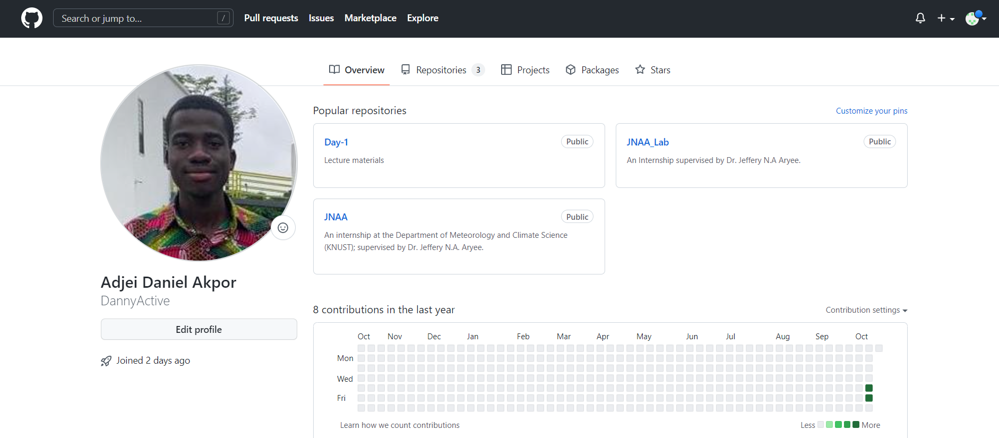 Search or jump to... /
Pull requests Issues Marketplace Explore
Overview Repositories 3 Projects Packages Stars
Adjei Daniel Akpor
DannyActive
Edit profile
Joined 2 days ago
Popular repositories Customize your pins
Day-1 Public
Lecture materials
JNAA_Lab Public
An Internship supervised by Dr. Jeffery N.A Aryee.
JNAA Public
An internship at the Department of Meteorology and Climate Science
(KNUST); supervised by Dr. Jeffery N.A. Aryee.
8 contributions in the last year Contribution settings
Oct Nov Dec Jan Feb Mar Apr May Jun Jul Aug Sep Oct
Mon
Wed
Fri
Learn how we count contributions Less More